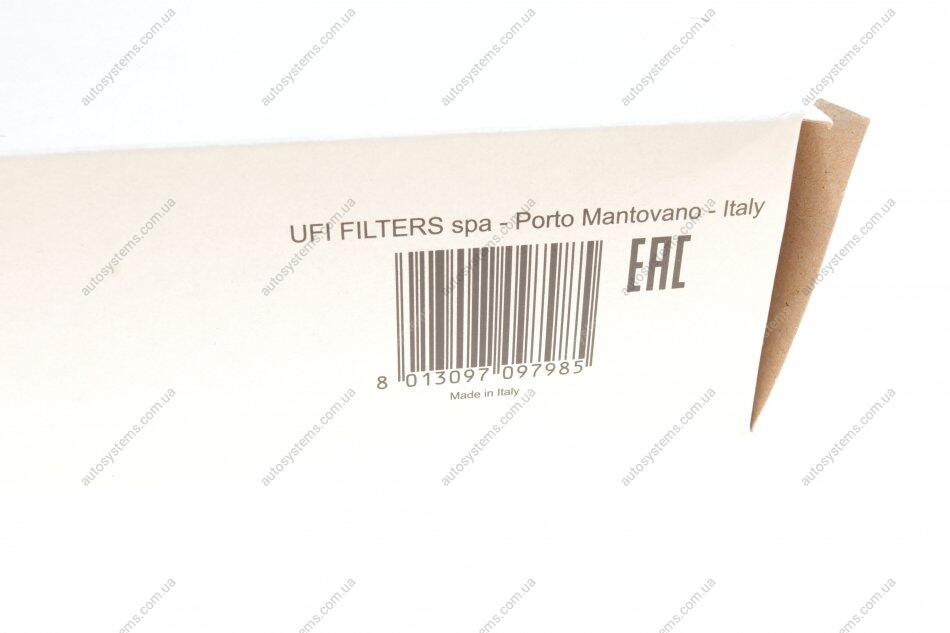 UFI FILTERS spa - Porto Mantovano - Italy
EAC
8 013097 097985
Made in Italy
autosystems.com.ua